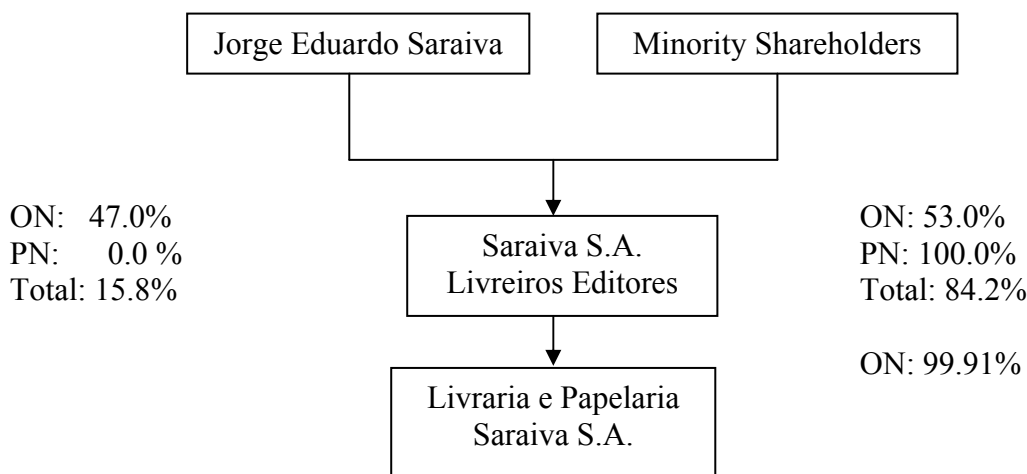 Jorge Eduardo Saraiva
Minority Shareholders
ON: 47.0%
PN: 0.0 %
Total: 15.8%
Saraiva S.A.
Livreiros Editores
ON: 53.0%
PN: 100.0%
Total: 84.2%
ON: 99.91%
Livraria e Papelaria
Saraiva S.A.